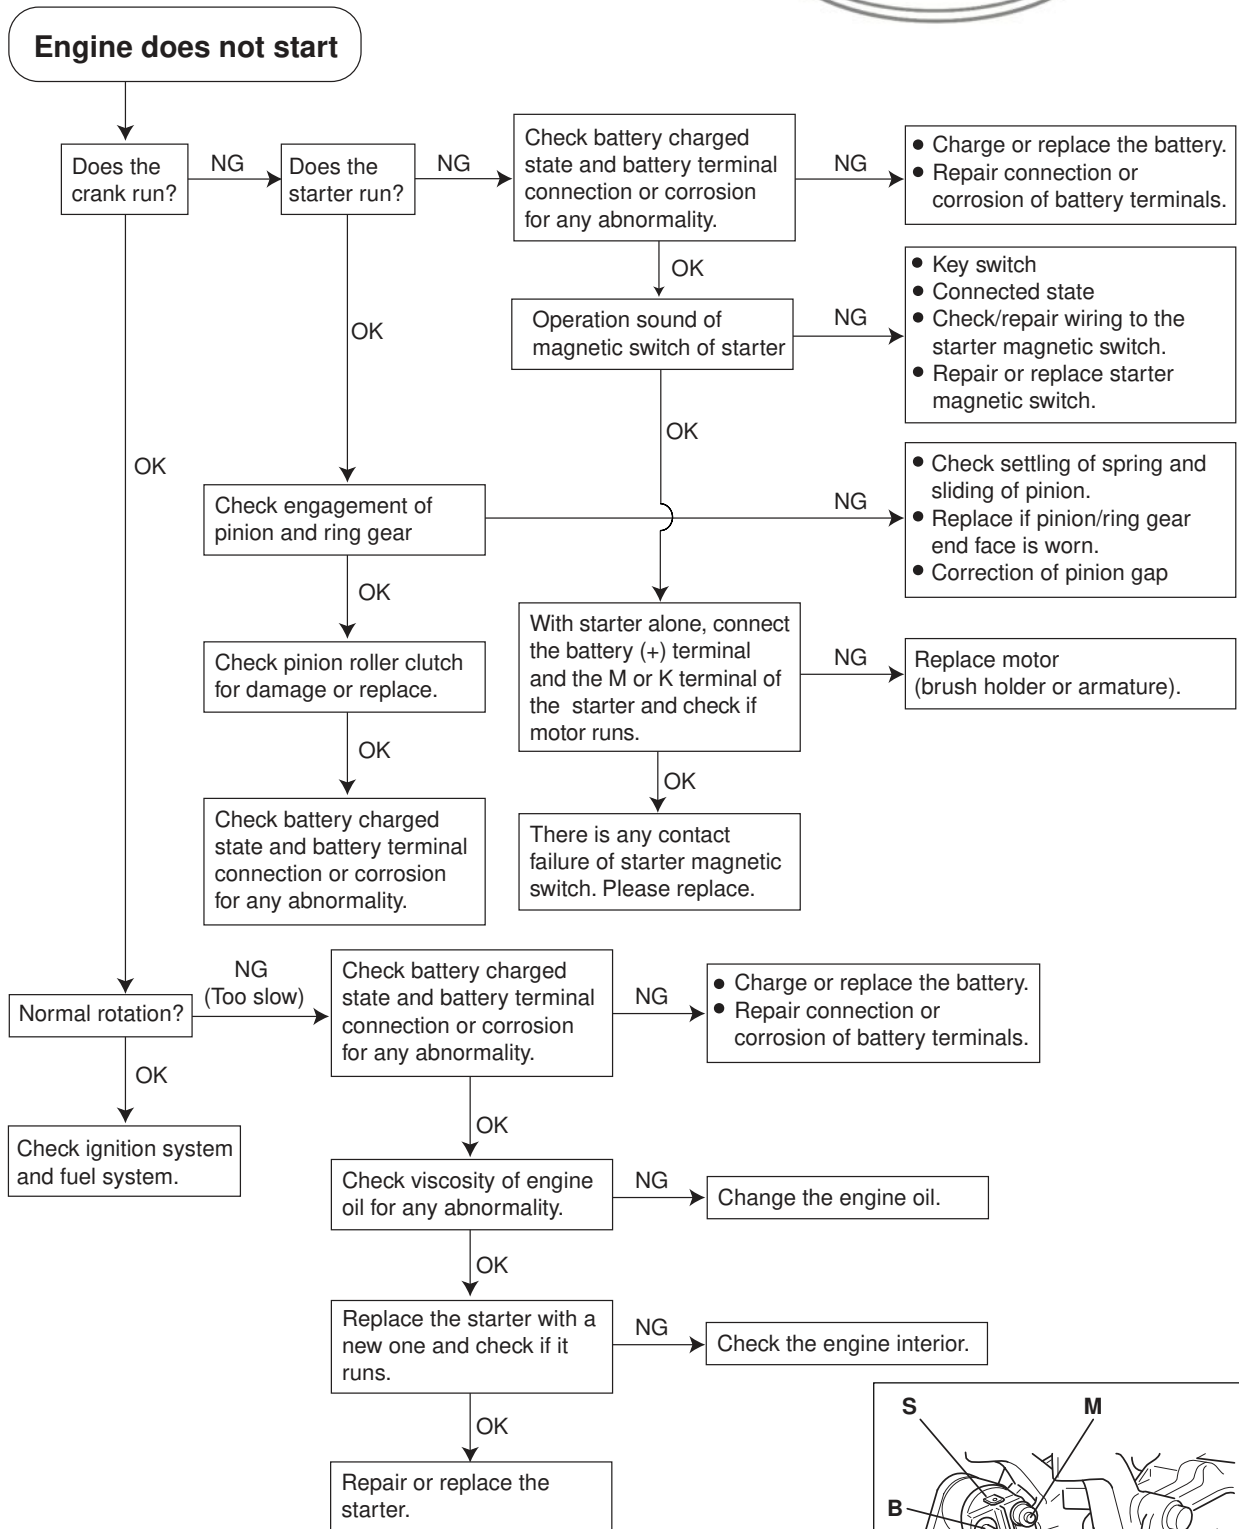 Engine does not start
Does the
crank run?
NG
Does the
starter run?
NG
Check battery charged
state and battery terminal
connection or corrosion
for any abnormality.
NG
● Charge or replace the battery.
● Repair connection or
corrosion of battery terminals.
OK
Operation sound of
magnetic switch of starter
NG
● Key switch
● Connected state
● Check/repair wiring to the
starter magnetic switch.
● Repair or replace starter
magnetic switch.
OK
OK
OK
Check engagement of
pinion and ring gear
NG
● Check settling of spring and
sliding of pinion.
● Replace if pinion/ring gear
end face is worn.
● Correction of pinion gap
OK
Check pinion roller clutch
for damage or replace.
OK
Check battery charged
state and battery terminal
connection or corrosion
for any abnormality.
With starter alone, connect
the battery (+) terminal
and the M or K terminal of
the starter and check if
motor runs.
NG
Replace motor
(brush holder or armature).
OK
There is any contact
failure of starter magnetic
switch. Please replace.
Normal rotation?
NG
(Too slow)
Check battery charged
state and battery terminal
connection or corrosion
for any abnormality.
NG
● Charge or replace the battery.
● Repair connection or
corrosion of battery terminals.
OK
Check ignition system
and fuel system.
OK
Check viscosity of engine
oil for any abnormality.
NG
Change the engine oil.
OK
Replace the starter with a
new one and check if it
runs.
NG
Check the engine interior.
OK
Repair or replace the
starter.
S
M
B